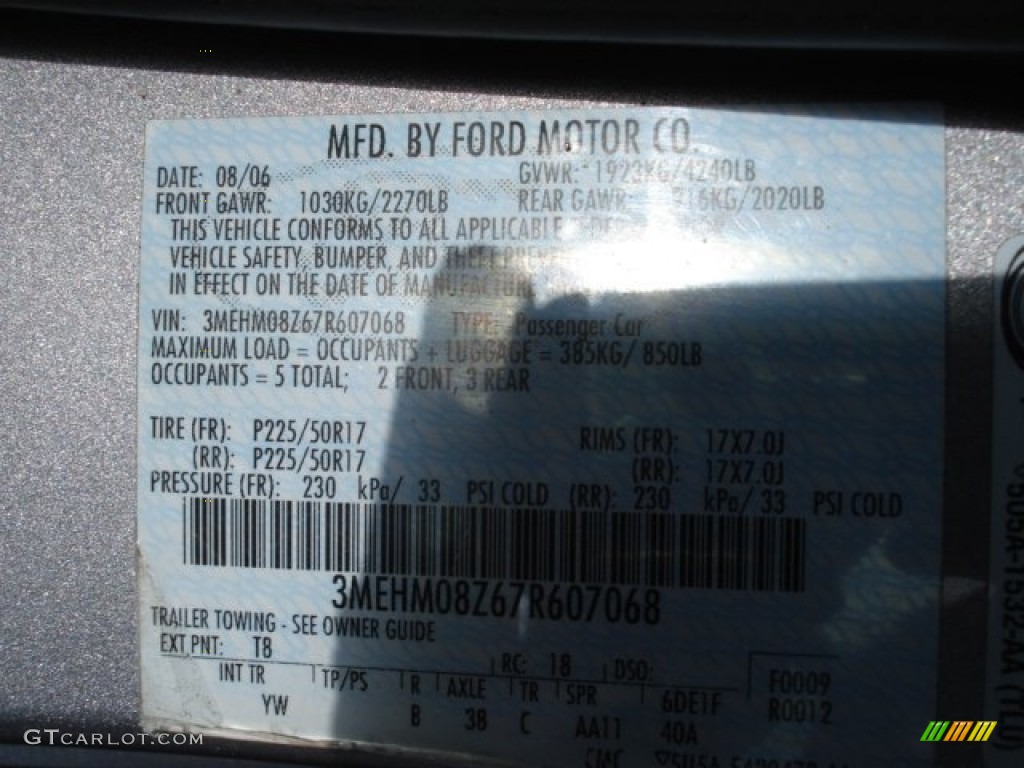 MFD. BY FORD MOTOR CO.
DATE: 08/06 GVWR: 1923KG/4240LB
FRONT GAWR: 1030KG/2270LB REAR GAWR: 916KG/2020LB
THIS VEHICLE CONFORMS TO ALL APPLICABLE
VEHICLE SAFETY, BUMPER, AND THEFT
IN EFFECT ON THE DATE OF MANUFACTURE
VIN: 3MEHM08Z67R607068 TYPE: Passenger Car
MAXIMUM LOAD = OCCUPANTS + LUGGAGE = 385KG/ 850LB
OCCUPANTS = 5 TOTAL; 2 FRONT, 3 REAR
TIRE (FR): P225/50R17 RIMS (FR): 17X7.0J
(RR): P225/50R17 (RR): 17X7.0J
PRESSURE (FR): 230 kPa/ 33 PSI COLD (RR): 230 kPa/ 33 PSI COLD
3MEHM08Z67R607068
TRAILER TOWING - SEE OWNER GUIDE
EXT PNT: T8 RC: 18 DSO: F0009
INT TR TP/PS R AXLE TR SPR 6DE1F R0012
YW B 38 C AA11 40A
GTCARLOT.COM